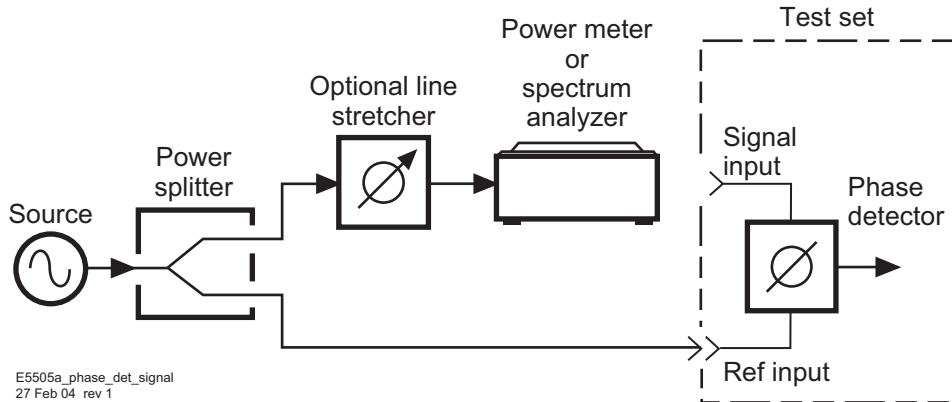 Test set
Power meter
or
spectrum
analyzer
Optional line
stretcher
Power
splitter
Source
Signal
input
Phase
detector
Ref input
E5505a_phase_det_signal
27 Feb 04 rev 1